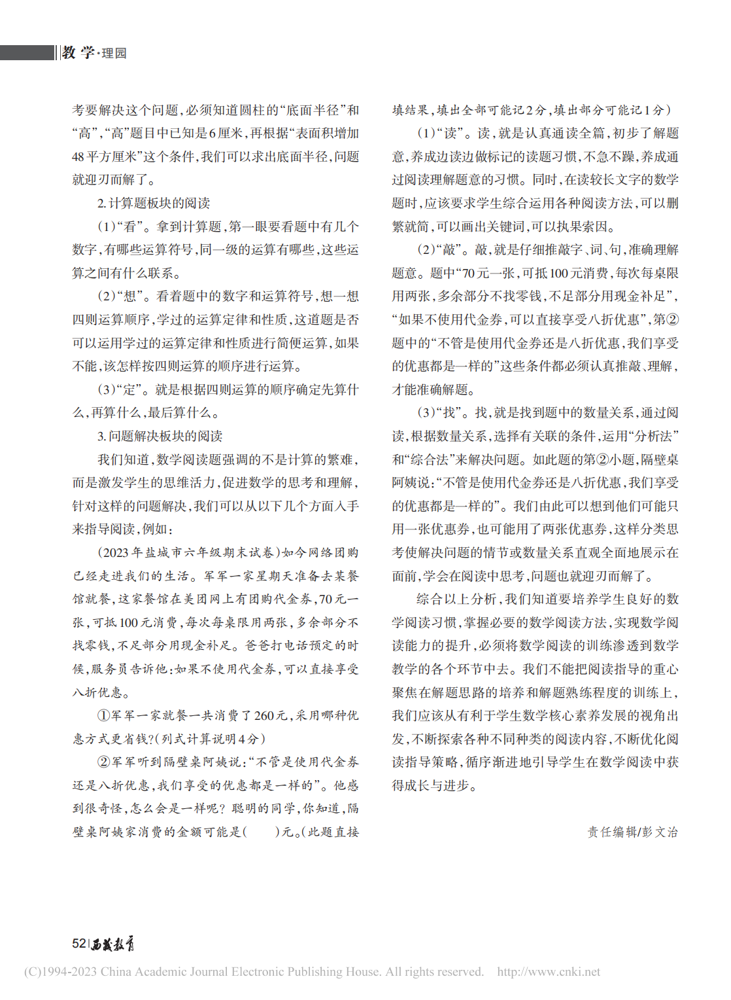 教学·理园
考要解决这个问题,必须知道圆柱的“底面半径”和
“高”,“高”题目中已知是6厘米,再根据“表面积增加
48平方厘米”这个条件,我们可以求出底面半径,问题
就迎刃而解了。
2.计算题板块的阅读
(1)“看”。拿到计算题,第一眼要看题中有几个
数字,有哪些运算符号,同一级的运算有哪些,这些运
算之间有什么联系。
(2)“想”。看着题中的数字和运算符号,想一想
四则运算顺序,学过的运算定律和性质,这道题是否
可以运用学过的运算定律和性质进行简便运算,如果
不能,该怎样按四则运算的顺序进行运算。
(3)“定”。就是根据四则运算的顺序确定先算什
么,再算什么,最后算什么。
3.问题解决板块的阅读
我们知道,数学阅读题强调的不是计算的繁难,
而是激发学生的思维活力,促进数学的思考和理解,
针对这样的问题解决,我们可以从以下几个方面入手
来指导阅读,例如:
(2023年盐城市六年级期末试卷)如今网络团购
已经走进我们的生活。军军一家星期天准备去某餐
馆就餐,这家餐馆在美团网上有团购代金券,70元一
张,可抵100元消费,每次每桌限用两张,多余部分不
找零钱,不足部分用现金补足。爸爸打电话预定的时
候,服务员告诉他:如果不使用代金券,可以直接享受
八折优惠。
①军军一家就餐一共消费了260元,采用哪种优
惠方式更省钱?(列式计算说明4分)
②军军听到隔壁桌阿姨说:“不管是使用代金券
还是八折优惠,我们享受的优惠都是一样的”。他感
到很奇怪,怎么会是一样呢?聪明的同学,你知道,隔
壁桌阿姨家消费的金额可能是(  )元。(此题直接
填结果,填出全部可能记2分,填出部分可能记1分)
(1)“读”。读,就是认真通读全篇,初步了解题
意,养成边读边做标记的读题习惯,不急不躁,养成通
过阅读理解题意的习惯。同时,在读较长文字的数学
题时,应该要求学生综合运用各种阅读方法,可以删
繁就简,可以画出关键词,可以执果索因。
(2)“敲”。敲,就是仔细推敲字、词、句,准确理解
题意。题中“70元一张,可抵100元消费,每次每桌限
用两张,多余部分不找零钱,不足部分用现金补足”,
“如果不使用代金券,可以直接享受八折优惠”,第②
题中的“不管是使用代金券还是八折优惠,我们享受
的优惠都是一样的”这些条件都必须认真推敲、理解,
才能准确解题。
(3)“找”。找,就是找到题中的数量关系,通过阅
读,根据数量关系,选择有关联的条件,运用“分析法”
和“综合法”来解决问题。如此题的第②小题,隔壁桌
阿姨说:“不管是使用代金券还是八折优惠,我们享受
的优惠都是一样的”。我们由此可以想到他们可能只
用一张优惠券,也可能用了两张优惠券,这样分类思
考使解决问题的情节或数量关系直观全面地展示在
面前,学会在阅读中思考,问题也就迎刃而解了。
综合以上分析,我们知道要培养学生良好的数
学阅读习惯,掌握必要的数学阅读方法,实现数学阅
读能力的提升,必须将数学阅读的训练渗透到数学
教学的各个环节中去。我们不能把阅读指导的重心
聚焦在解题思路的培养和解题熟练程度的训练上,
我们应该从有利于学生数学核心素养发展的视角出
发,不断探索各种不同种类的阅读内容,不断优化阅
读指导策略,循序渐进地引导学生在数学阅读中获
得成长与进步。
责任编辑/彭文治
52|西藏教育
(C)1994-2023 China Academic Journal Electronic Publishing House. All rights reserved. http://www.cnki.net